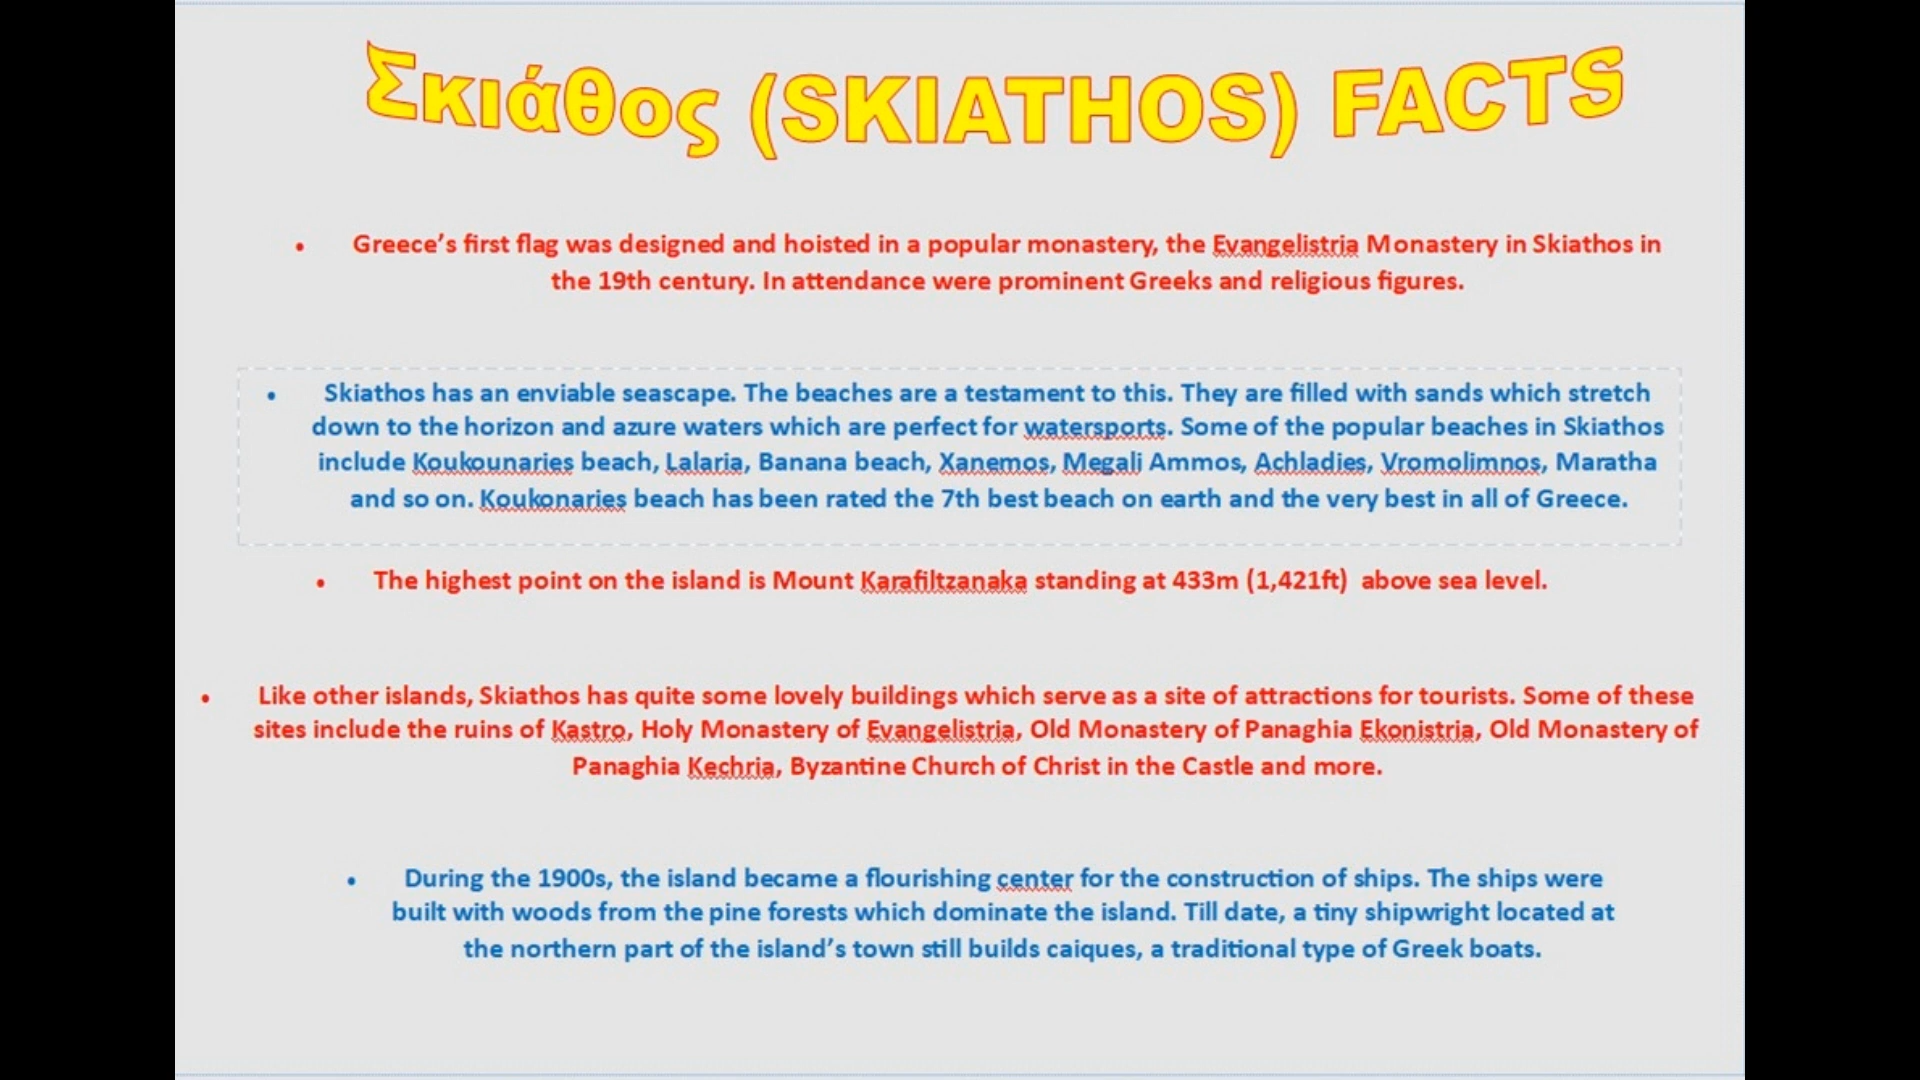 Σκιάθος (SKIATHOS) FACTS
• Greece’s first flag was designed and hoisted in a popular monastery, the Evangelistria Monastery in Skiathos in
the 19th century. In attendance were prominent Greeks and religious figures.
• Skiathos has an enviable seascape. The beaches are a testament to this. They are filled with sands which stretch
down to the horizon and azure waters which are perfect for watersports. Some of the popular beaches in Skiathos
include Koukounaries beach, Lalaria, Banana beach, Xanemos, Megali Ammos, Achladies, Vromolimnos, Maratha
and so on. Koukonaries beach has been rated the 7th best beach on earth and the very best in all of Greece.
• The highest point on the island is Mount Karafiltzanaka standing at 433m (1,421ft) above sea level.
• Like other islands, Skiathos has quite some lovely buildings which serve as a site of attractions for tourists. Some of these
sites include the ruins of Kastro, Holy Monastery of Evangelistria, Old Monastery of Panaghia Ekonistria, Old Monastery of
Panaghia Kechria, Byzantine Church of Christ in the Castle and more.
• During the 1900s, the island became a flourishing center for the construction of ships. The ships were
built with woods from the pine forests which dominate the island. Till date, a tiny shipwright located at
the northern part of the island’s town still builds caiques, a traditional type of Greek boats.